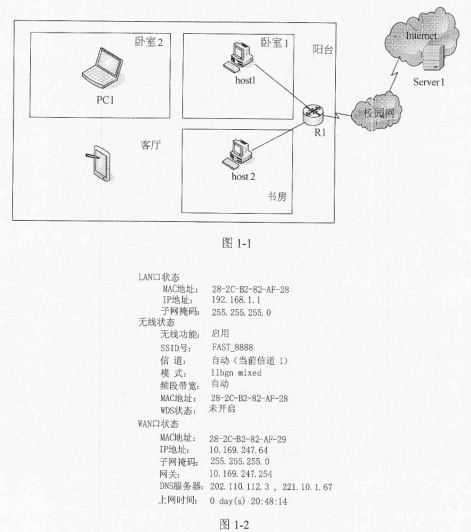 卧室2
卧室1
阳台
Internet
Server1
PC1
host1
校园网
R1
客厅
host 2
书房
图 1-1
LAN口状态
MAC地址: 28-2C-B2-82-AF-28
IP地址: 192.168.1.1
子网掩码: 255.255.255.0
无线状态
无线功能: 启用
SSID号: FAST_8888
信 道: 自动（当前信道 1）
模 式: 11bgn mixed
频段带宽: 自动
MAC地址: 28-2C-B2-82-AF-28
WDS状态: 未开启
WAN口状态
MAC地址: 28-2C-B2-82-AF-29
IP地址: 10.169.247.64
子网掩码: 255.255.255.0
网关: 10.169.247.254
DNS服务器: 202.110.112.3 , 221.10.1.67
上网时间: 0 day(s) 20:48:14
图 1-2